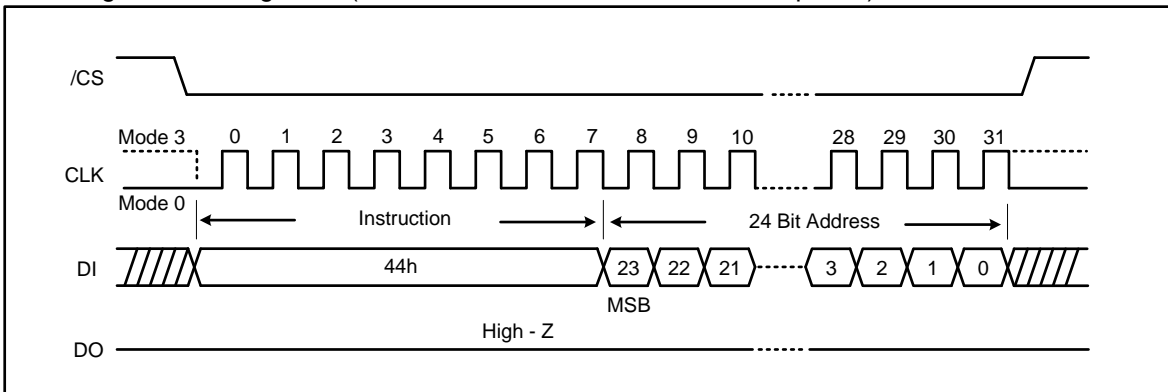 /CS
Mode 3 0 1 2 3 4 5 6 7 8 9 10 28 29 30 31
CLK
Mode 0
Instruction 24 Bit Address
DI 44h 23 22 21 3 2 1 0
MSB
High - Z
DO